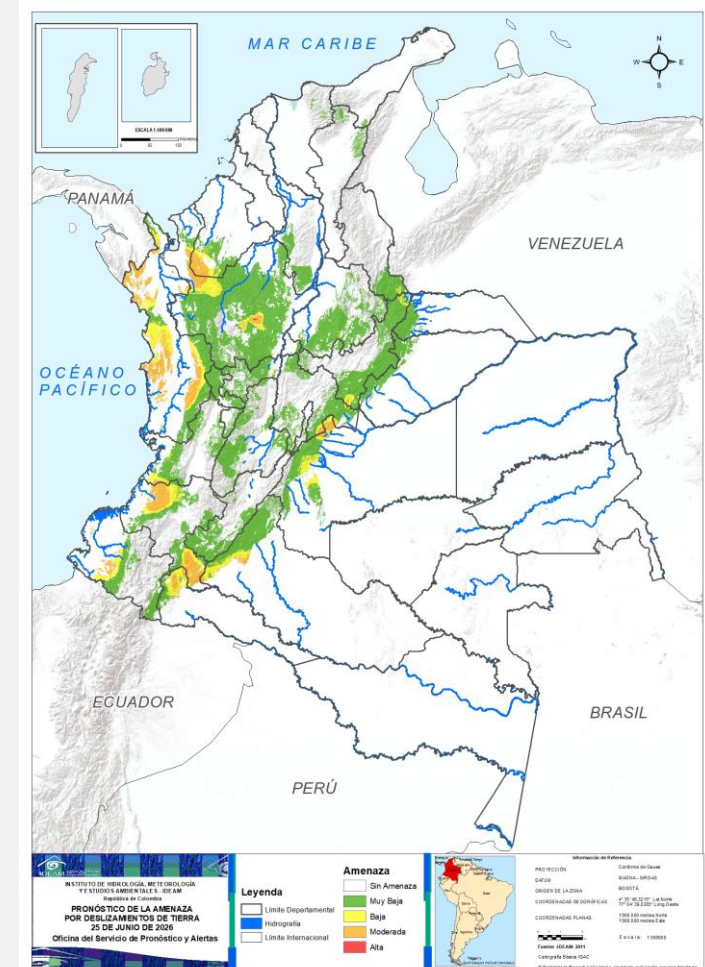 MAR CARIBE
N
W
E
S
PANAMÁ
VENEZUELA
OCÉANO
PACÍFICO
ECUADOR
BRASIL
PERÚ
INSTITUTO DE HIDROLOGÍA, METEOROLOGÍA
Y ESTUDIOS AMBIENTALES - IDEAM
República de Colombia
PRONÓSTICO DE LA AMENAZA
POR DESLIZAMIENTOS DE TIERRA
25 DE JUNIO DE 2026
Oficina del Servicio de Pronóstico y Alertas
Leyenda
Límite Departamental
Hidrografía
Límite Internacional
Amenaza
Sin Amenaza
Muy Baja
Baja
Moderada
Alta
Información de Referencia
PROYECCIÓN
Conforme de Gauss
DATUM
MAGNA - SIRGAS
ORIGEN DE LA ZONA
BOGOTÁ
COORDENADAS GEOGRÁFICAS
COORDENADAS PLANAS
Fuente: IDEAM 2011
Cartografía Básica IGAC